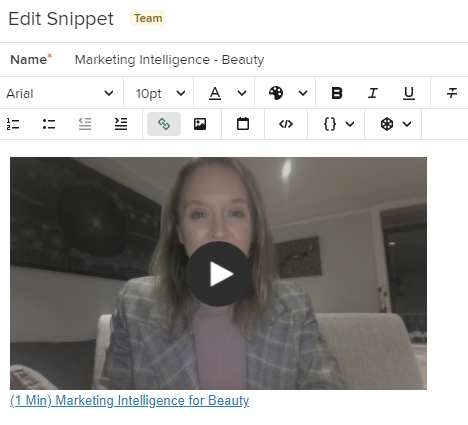 Edit Snippet Team
Name* Marketing Intelligence - Beauty
Arial 10pt A B I U T
{}
(1 Min) Marketing Intelligence for Beauty